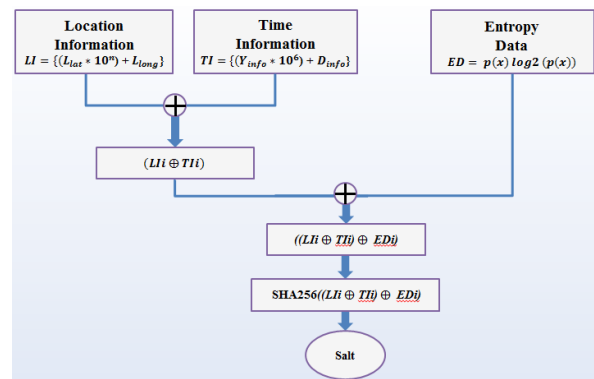 Location
Information
LI = {(L_lat * 10^n) + L_long}
Time
Information
TI = {(Y_info * 10^6) + D_info}
Entropy
Data
ED = p(x) log2 (p(x))
(LIi ⊕ TIi)
((LIi ⊕ TIi) ⊕ EDi)
SHA256((LIi ⊕ TIi) ⊕ EDi)
Salt